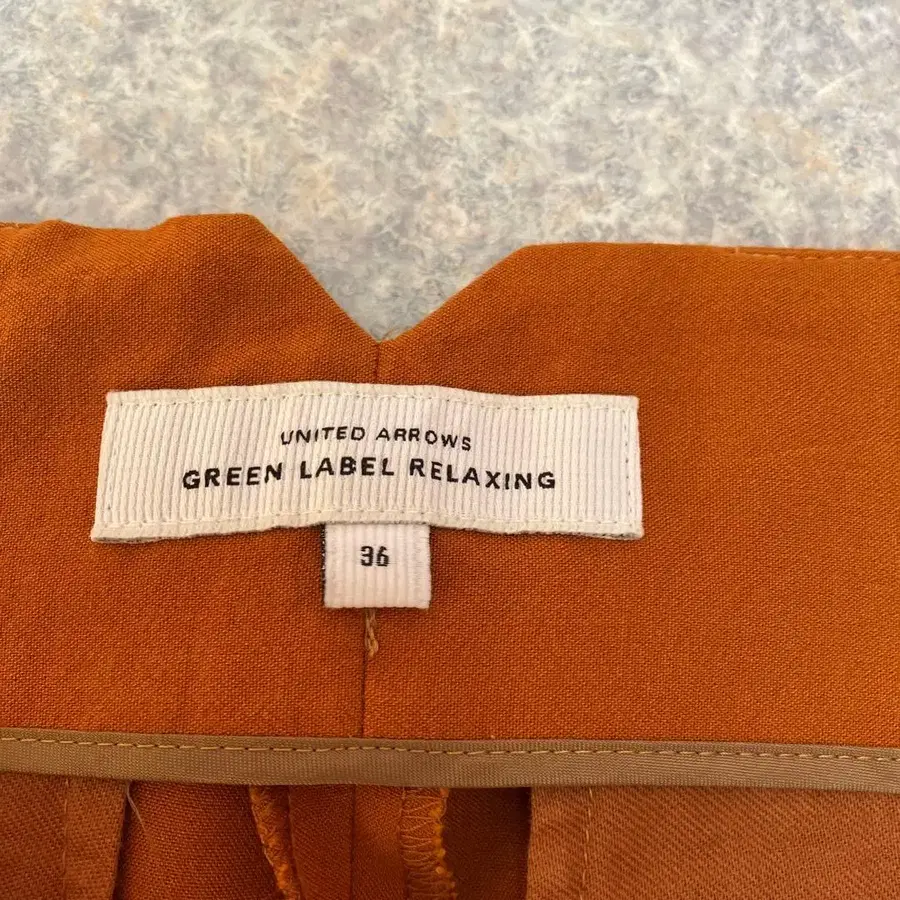 UNITED ARROWS
GREEN LABEL RELAXING
36